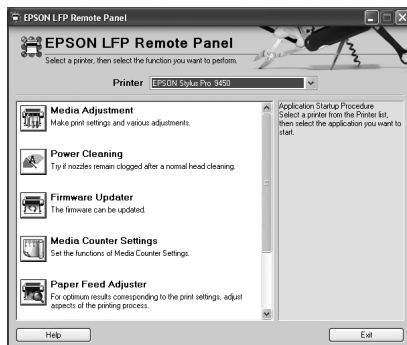 EPSON LFP Remote Panel
EPSON LFP Remote Panel
Select a printer, then select the function you want to perform.
Printer EPSON Stylus Pro 9450
Media Adjustment
Make print settings and various adjustments.
Power Cleaning
Try if nozzles remain clogged after a normal head cleaning.
Firmware Updater
The firmware can be updated.
Media Counter Settings
Set the functions of Media Counter Settings.
Paper Feed Adjuster
For optimum results corresponding to the print settings, adjust
aspects of the printing process.
Application Startup Procedure
Select a printer from the Printer list,
then select the application you want to
start.
Help
Exit